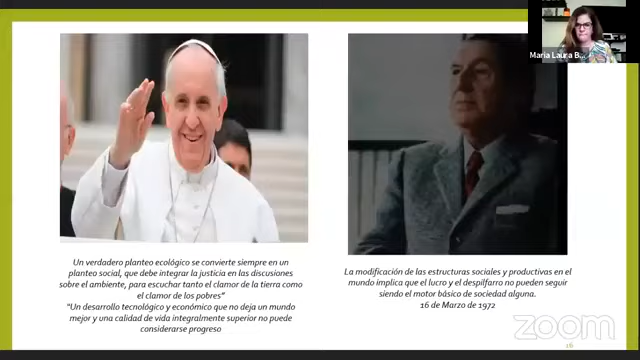 Maria Laura B...
Un verdadero planteo ecológico se convierte siempre en un
planteo social, que debe integrar la justicia en las discusiones
sobre el ambiente, para escuchar tanto el clamor de la tierra como
el clamor de los pobres"
"Un desarrollo tecnológico y económico que no deja un mundo
mejor y una calidad de vida integralmente superior no puede
considerarse progreso
La modificación de las estructuras sociales y productivas en el
mundo implica que el lucro y el despilfarro no pueden seguir
siendo el motor básico de sociedad alguna.
16 de Marzo de 1972
zoom
16